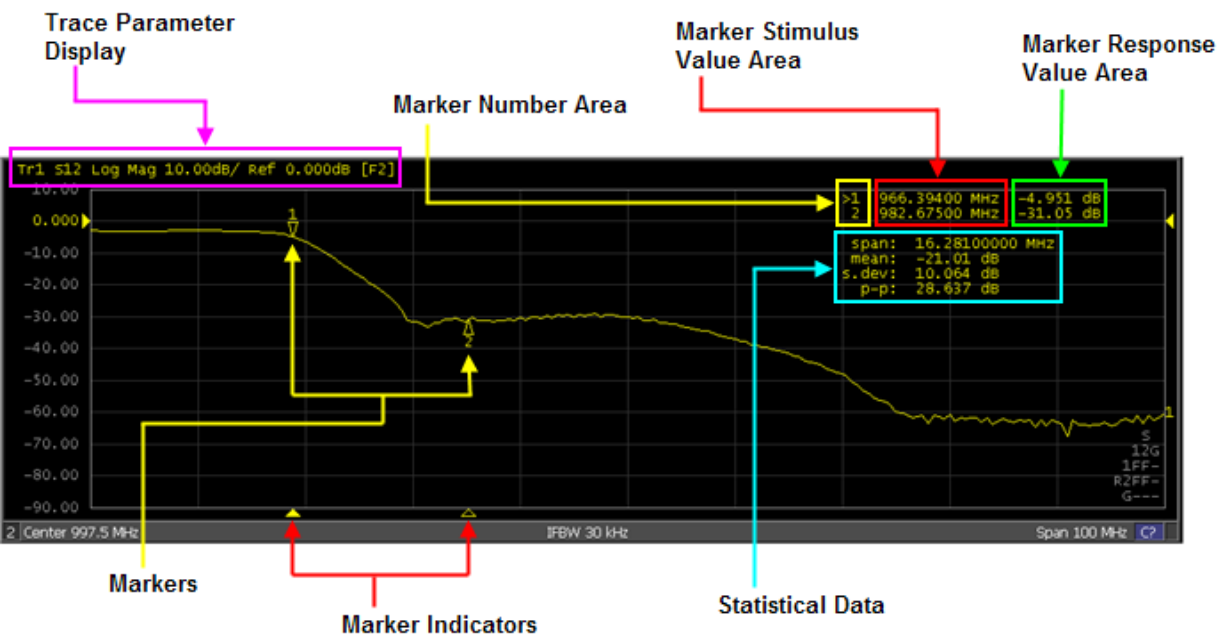 Trace Parameter
Display
Marker Stimulus
Value Area
Marker Response
Value Area
Marker Number Area
Tr1 S12 Log Mag 10.00dB/ Ref 0.000dB [F2]
10.00
0.000
-10.00
-20.00
-30.00
-40.00
-50.00
-60.00
-70.00
-80.00
-90.00
1
2
>1 966.39400 MHz -4.951 dB
2 982.67500 MHz -31.05 dB
span: 16.28100000 MHz
mean: -21.01 dB
s.dev: 10.064 dB
p-p: 28.637 dB
1
S
12G
1FF-
R2FF-
G---
2 Center 997.5 MHz IFBW 30 kHz Span 100 MHz C?
Markers
Marker Indicators
Statistical Data